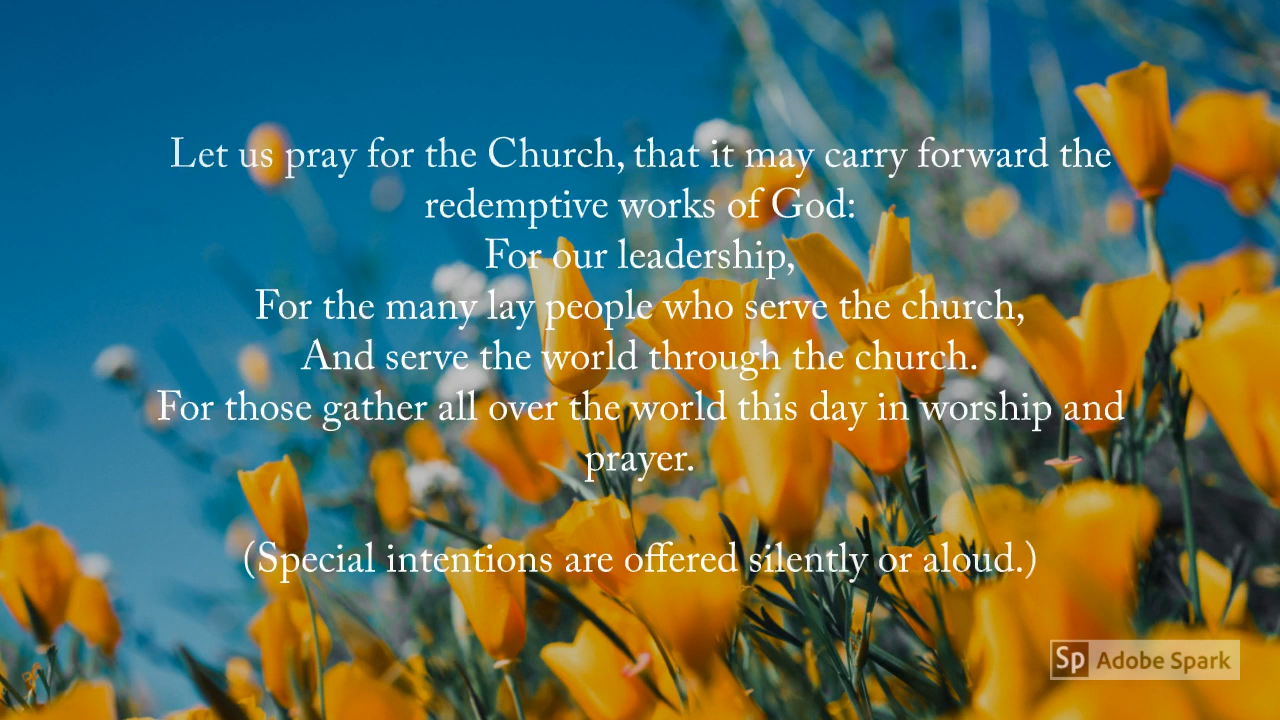 Let us pray for the Church, that it may carry forward the
redemptive works of God:
For our leadership,
For the many lay people who serve the church,
And serve the world through the church.
For those gather all over the world this day in worship and
prayer.
(Special intentions are offered silently or aloud.)
Sp Adobe Spark